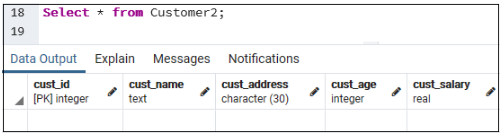 18 Select * from Customer2;
19
Data Output Explain Messages Notifications
cust_id cust_name cust_address cust_age cust_salary
[PK] integer text character (30) integer real